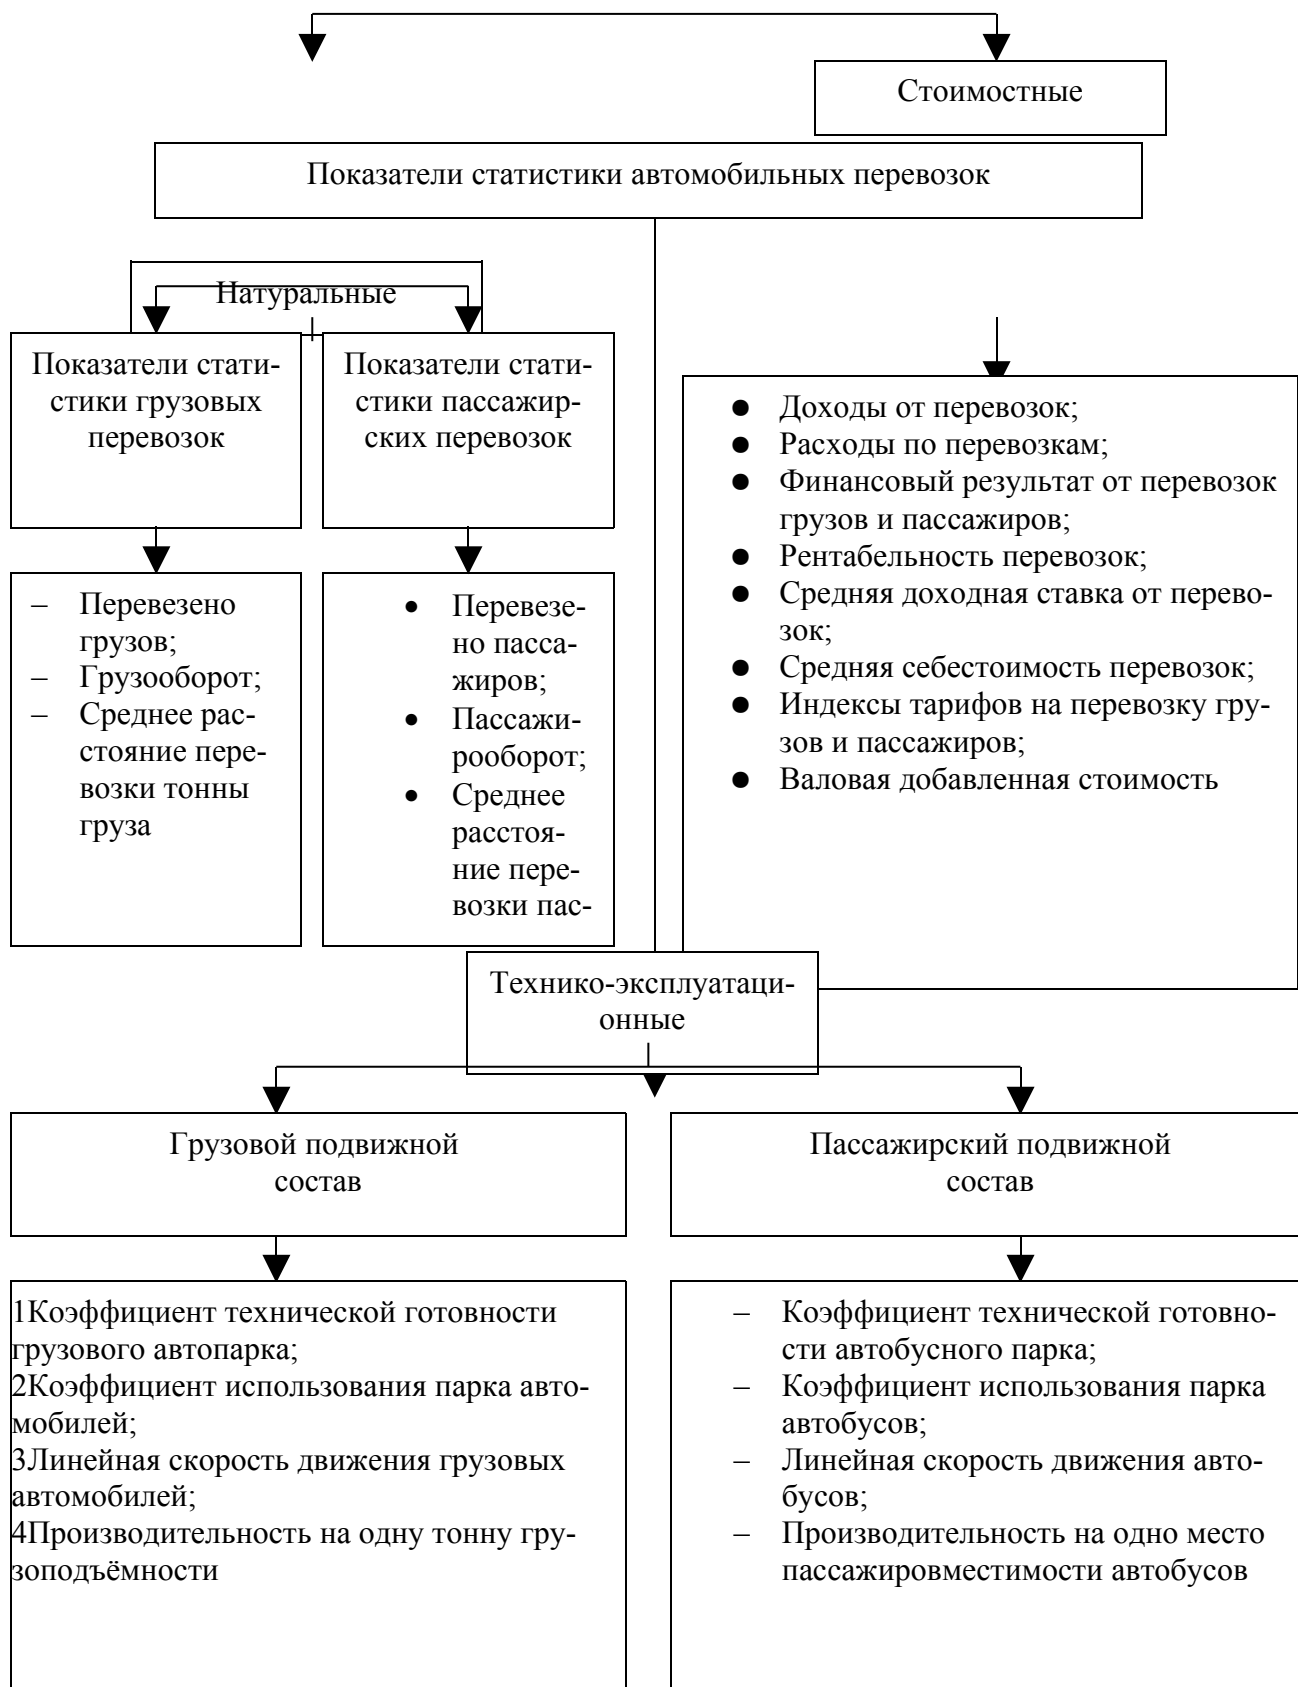 Стоимостные
Показатели статистики автомобильных перевозок
Натуральные
Показатели стати-
стики грузовых
перевозок
Показатели стати-
стики пассажир-
ских перевозок
● Доходы от перевозок;
● Расходы по перевозкам;
● Финансовый результат от перевозок
грузов и пассажиров;
● Рентабельность перевозок;
● Средняя доходная ставка от перево-
зок;
● Средняя себестоимость перевозок;
● Индексы тарифов на перевозку гру-
зов и пассажиров;
● Валовая добавленная стоимость
– Перевезено
грузов;
– Грузооборот;
– Среднее рас-
стояние пере-
возки тонны
груза
• Перевезе-
но пасса-
жиров;
• Пассажи-
рооборот;
• Среднее
расстоя-
ние пере-
возки пас-
Технико-эксплуатаци-
онные
Грузовой подвижной
состав
Пассажирский подвижной
состав
1Коэффициент технической готовности
грузового автопарка;
2Коэффициент использования парка авто-
мобилей;
3Линейная скорость движения грузовых
автомобилей;
4Производительность на одну тонну гру-
зоподъёмности
– Коэффициент технической готовно-
сти автобусного парка;
– Коэффициент использования парка
автобусов;
– Линейная скорость движения авто-
бусов;
– Производительность на одно место
пассажировместимости автобусов